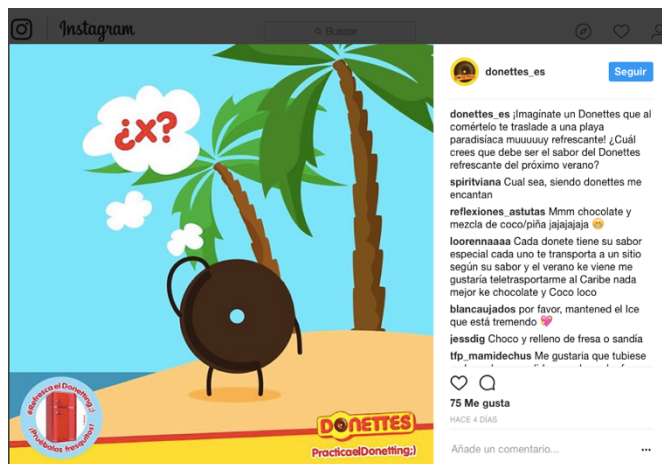 Instagram
Buscar
donettes_es
Seguir
¿x?
donettes_es ¡Imagínate un Donettes que al
comértelo te traslade a una playa
paradisíaca muuuuuy refrescante! ¿Cuál
crees que debe ser el sabor del Donettes
refrescante del próximo verano?
spiritviana Cual sea, siendo donettes me
encantan
reflexiones_astutas Mmm chocolate y
mezcla de coco/piña jajajajaja 😁
loorennaaaa Cada donete tiene su sabor
especial cada uno te transporta a un sitio
según su sabor y el verano ke viene me
gustaría teletrasportarme al Caribe nada
mejor ke chocolate y Coco loco
blancaujados por favor, mantened el Ice
que está tremendo 💘
jessdig Choco y relleno de fresa o sandía
tfp_mamidechus Me gustaria que tubiese
75 Me gusta
HACE 4 DÍAS
Añade un comentario...
#Refresca el Donetting;)
¡Pruébalos fresquitos!
DONETTES
PracticaelDonetting;)